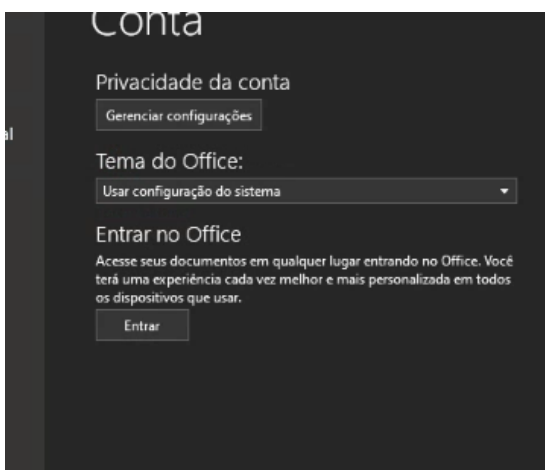 Conta
Privacidade da conta
Gerenciar configurações
al
Tema do Office:
Usar configuração do sistema
Entrar no Office
Acesse seus documentos em qualquer lugar entrando no Office. Você
terá uma experiência cada vez melhor e mais personalizada em todos
os dispositivos que usar.
Entrar